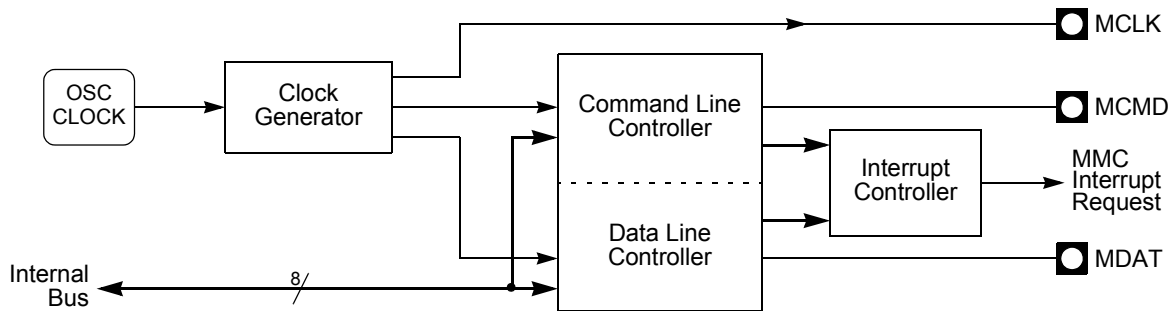 MCLK
OSC
CLOCK
Clock
Generator
Command Line
Controller
MCMD
Interrupt
Controller
MMC
Interrupt
Request
Data Line
Controller
MDAT
Internal
Bus
8